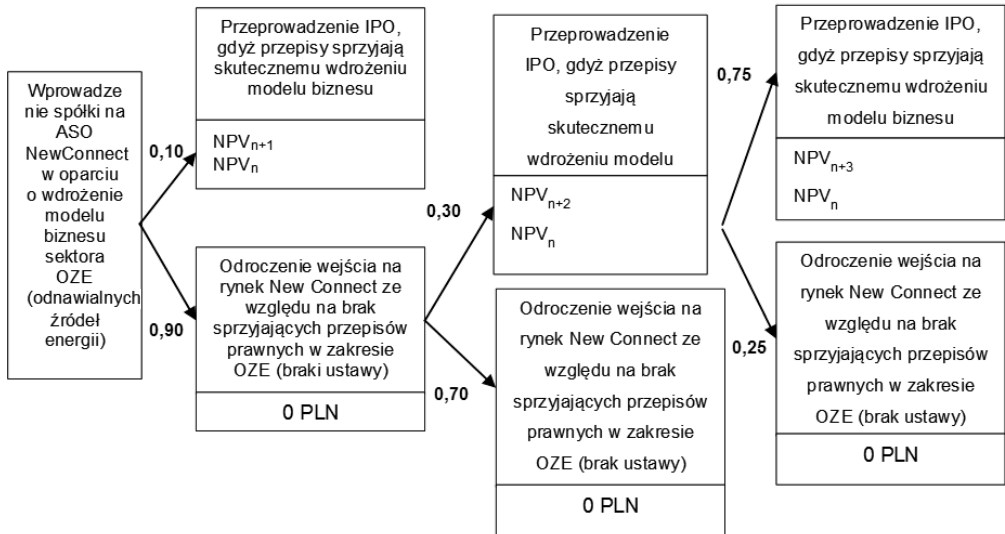 Wprowadze
nie spółki na
ASO
NewConnect
w oparciu
o wdrożenie
modelu
biznesu
sektora
OZE
(odnawialnych
źródeł
energii)
0,10
0,90
Przeprowadzenie IPO,
gdyż przepisy sprzyjają
skutecznemu wdrożeniu
modelu biznesu
NPVn+1
NPVn
Odroczenie wejścia na
rynek New Connect ze
względu na brak
sprzyjających przepisów
prawnych w zakresie
OZE (braki ustawy)
0 PLN
0,30
0,70
Przeprowadzenie
IPO, gdyż przepisy
sprzyjają
skutecznemu
wdrożeniu modelu
NPVn+2
NPVn
Odroczenie wejścia na
rynek New Connect ze
względu na brak
sprzyjających przepisów
prawnych w zakresie
OZE (brak ustawy)
0 PLN
0,75
0,25
Przeprowadzenie IPO,
gdyż przepisy sprzyjają
skutecznemu wdrożeniu
modelu biznesu
NPVn+3
NPVn
Odroczenie wejścia na
rynek New Connect ze
względu na brak
sprzyjających przepisów
prawnych w zakresie
OZE (brak ustawy)
0 PLN